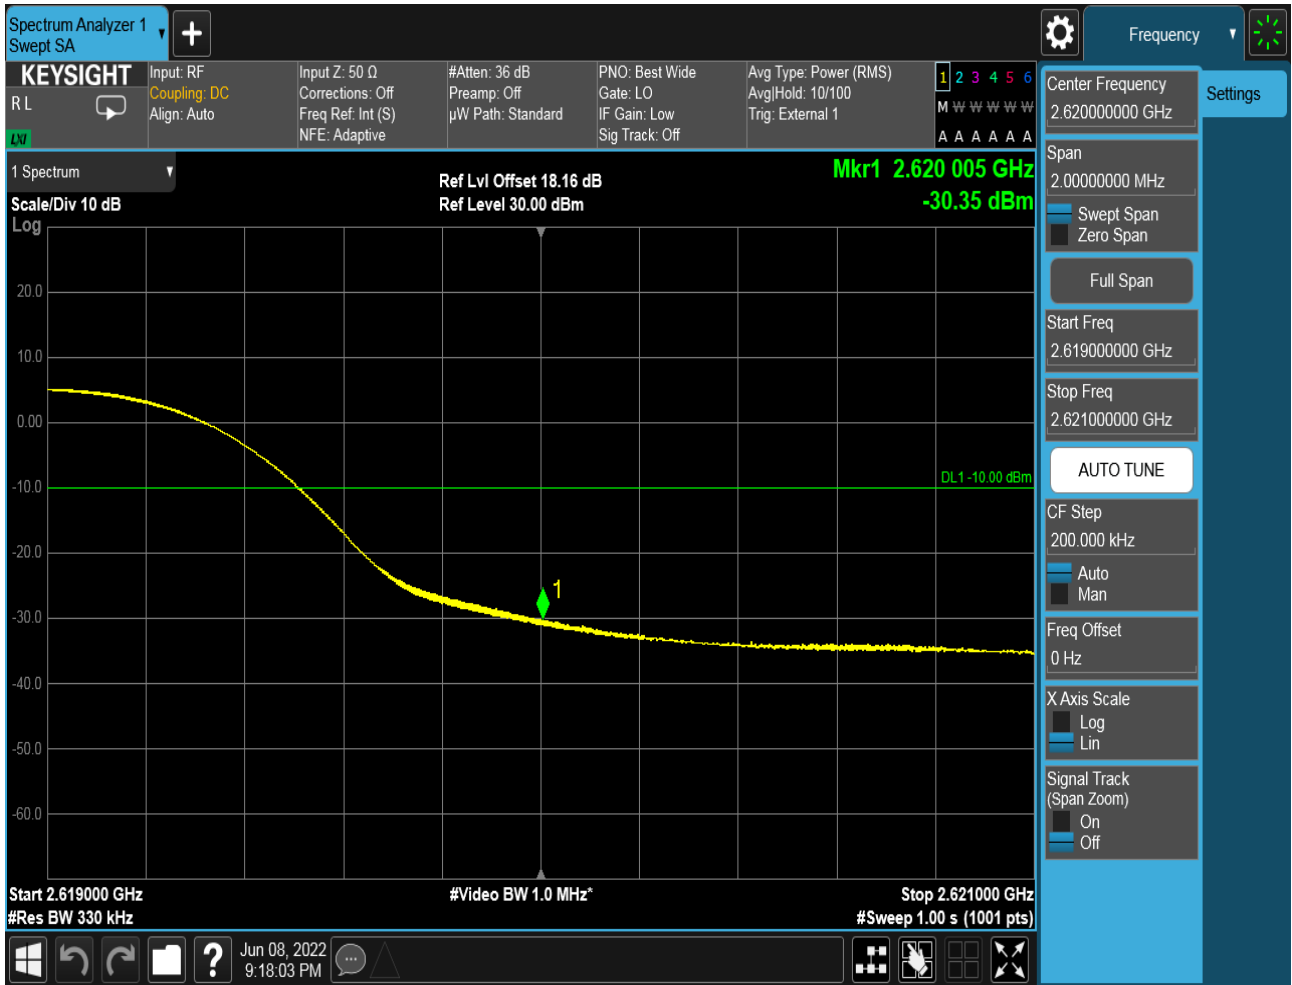 Spectrum Analyzer 1
Swept SA
Frequency
KEYSIGHT
R L
LXI
Input: RF
Coupling: DC
Align: Auto
Input Z: 50 Ω
Corrections: Off
Freq Ref: Int (S)
NFE: Adaptive
#Atten: 36 dB
Preamp: Off
µW Path: Standard
PNO: Best Wide
Gate: LO
IF Gain: Low
Sig Track: Off
Avg Type: Power (RMS)
Avg|Hold: 10/100
Trig: External 1
1 2 3 4 5 6
M W W W W W
A A A A A A
1 Spectrum
Scale/Div 10 dB
Log
Ref Lvl Offset 18.16 dB
Ref Level 30.00 dBm
Mkr1 2.620 005 GHz
-30.35 dBm
20.0
10.0
0.00
-10.0
-20.0
-30.0
-40.0
-50.0
-60.0
DL1 -10.00 dBm
1
Start 2.619000 GHz
#Res BW 330 kHz
#Video BW 1.0 MHz*
Stop 2.621000 GHz
#Sweep 1.00 s (1001 pts)
Jun 08, 2022
9:18:03 PM
Center Frequency
2.620000000 GHz
Span
2.00000000 MHz
Swept Span
Zero Span
Full Span
Start Freq
2.619000000 GHz
Stop Freq
2.621000000 GHz
AUTO TUNE
CF Step
200.000 kHz
Auto
Man
Freq Offset
0 Hz
X Axis Scale
Log
Lin
Signal Track
(Span Zoom)
On
Off
Settings